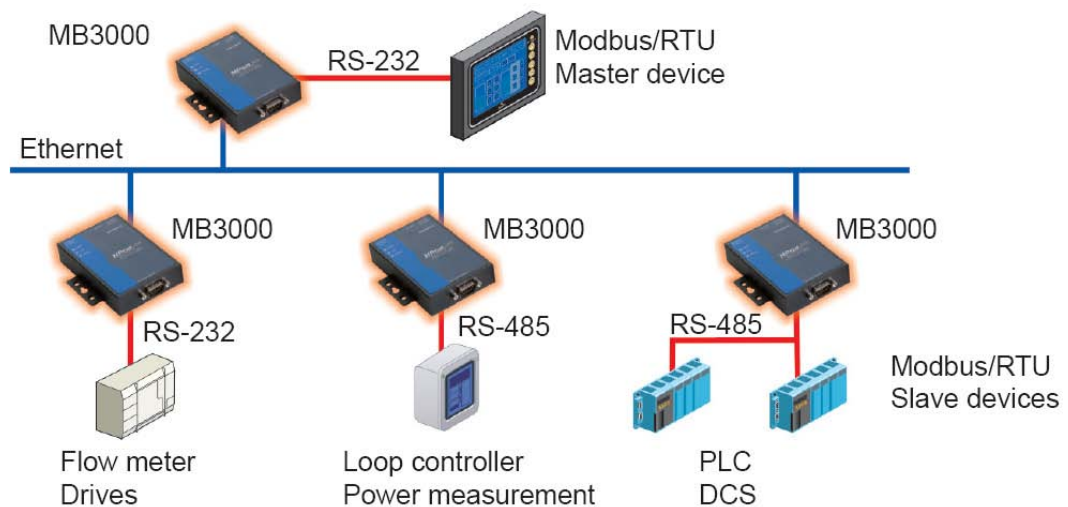 MB3000
RS-232
Modbus/RTU
Master device
Ethernet
MB3000
MB3000
MB3000
RS-232
RS-485
RS-485
Modbus/RTU
Slave devices
Flow meter
Drives
Loop controller
Power measurement
PLC
DCS